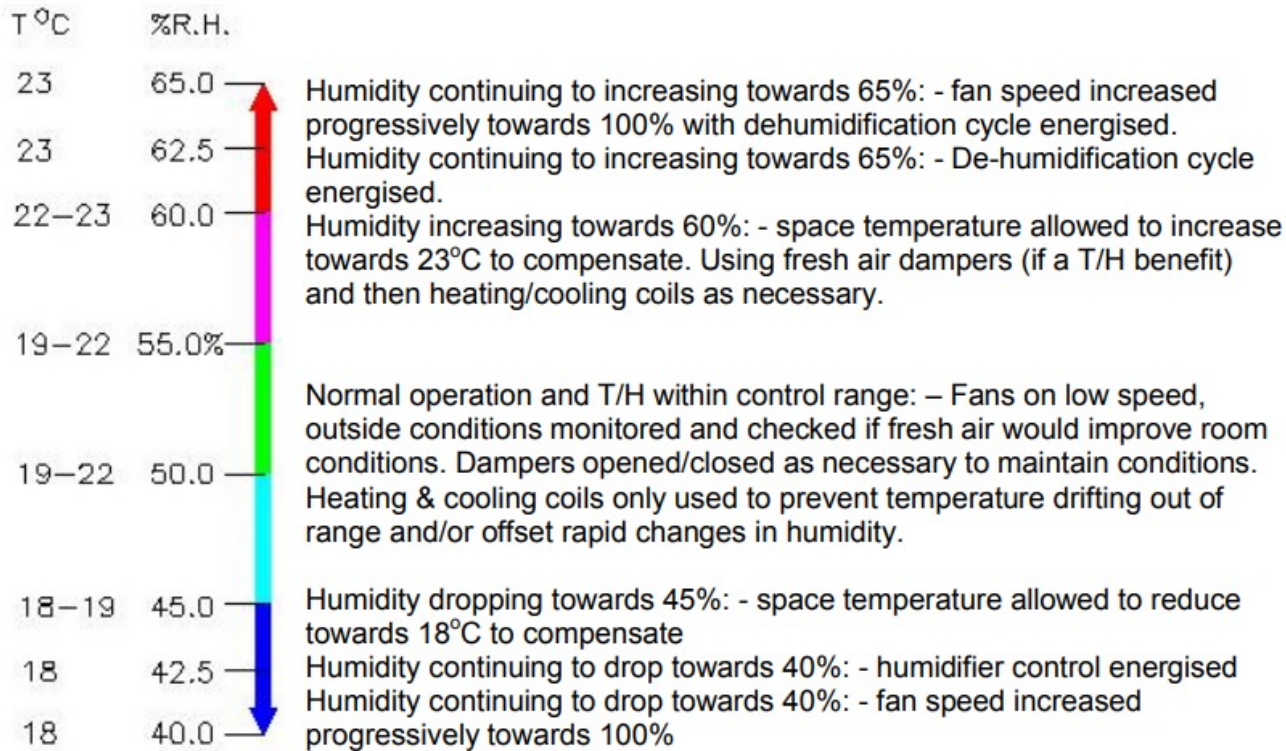 T °C %R.H.
23 65.0
Humidity continuing to increasing towards 65%: - fan speed increased
progressively towards 100% with dehumidification cycle energised.
23 62.5
Humidity continuing to increasing towards 65%: - De-humidification cycle
energised.
22-23 60.0
Humidity increasing towards 60%: - space temperature allowed to increase
towards 23°C to compensate. Using fresh air dampers (if a T/H benefit)
and then heating/cooling coils as necessary.
19-22 55.0%
Normal operation and T/H within control range: – Fans on low speed,
outside conditions monitored and checked if fresh air would improve room
conditions. Dampers opened/closed as necessary to maintain conditions.
19-22 50.0
Heating & cooling coils only used to prevent temperature drifting out of
range and/or offset rapid changes in humidity.
18-19 45.0
Humidity dropping towards 45%: - space temperature allowed to reduce
towards 18°C to compensate
18 42.5
Humidity continuing to drop towards 40%: - humidifier control energised
Humidity continuing to drop towards 40%: - fan speed increased
progressively towards 100%
18 40.0